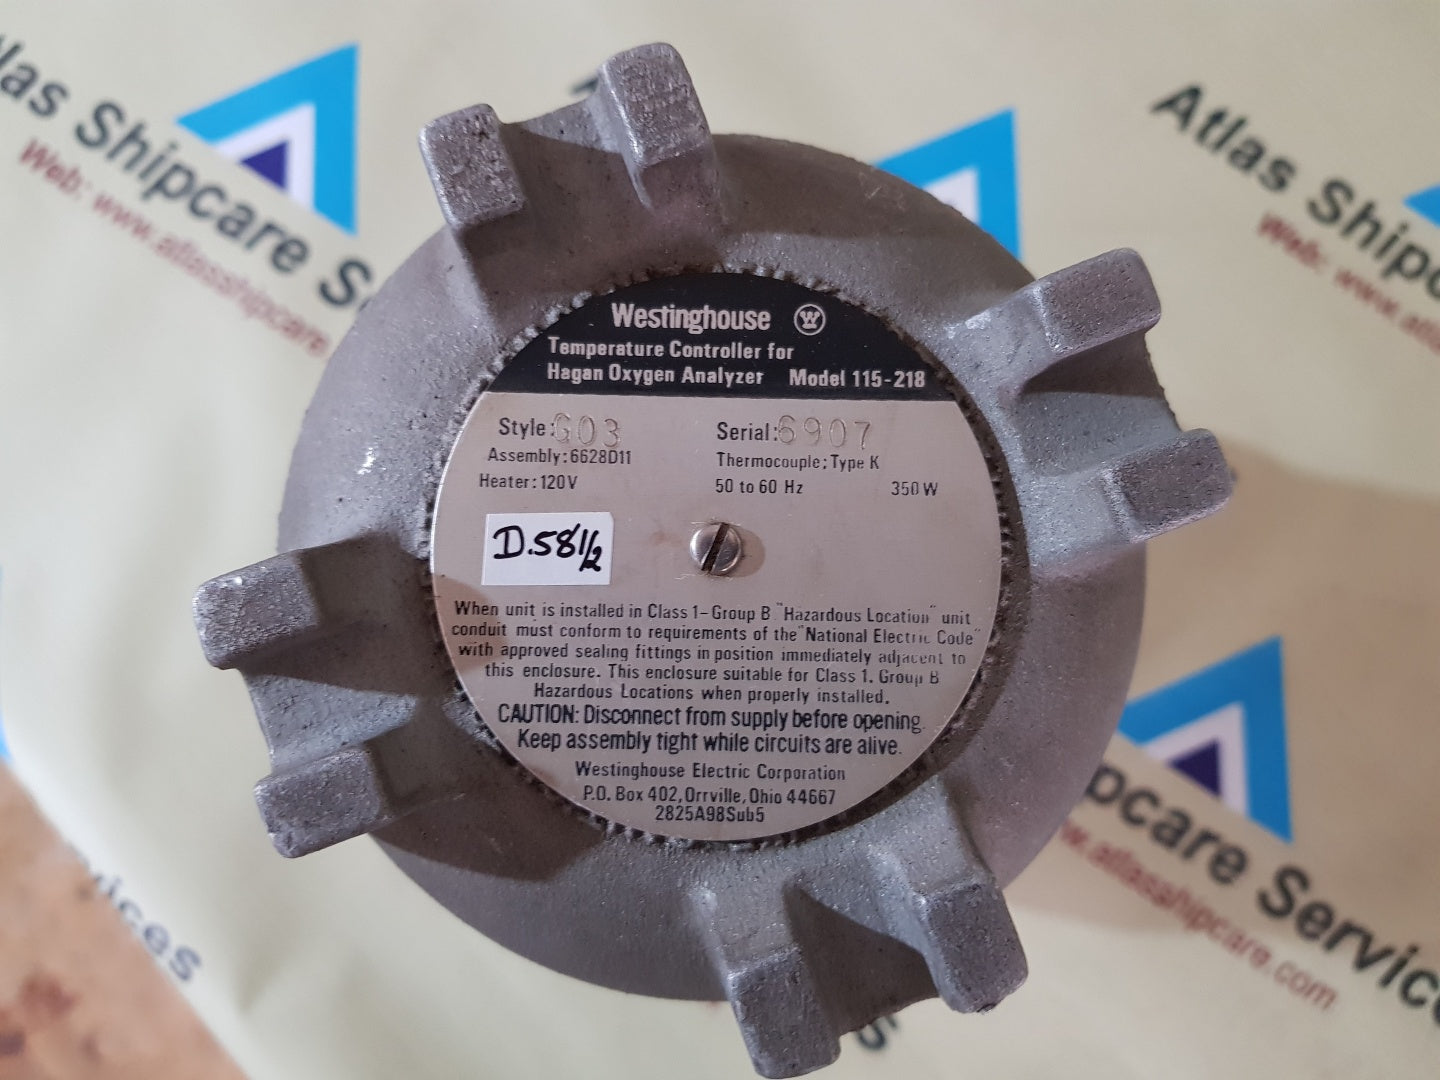 Westinghouse W
Temperature Controller for
Hagan Oxygen Analyzer Model 115-218
Style: G03 Serial: 6907
Assembly: 6628D11 Thermocouple: Type K
Heater: 120V 50 to 60 Hz 350 W
D.58 1/2
When unit is installed in Class 1-Group B "Hazardous Location" unit
conduit must conform to requirements of the "National Electric Code"
with approved sealing fittings in position immediately adjacent to
this enclosure. This enclosure suitable for Class 1. Group B
Hazardous Locations when properly installed.
CAUTION: Disconnect from supply before opening.
Keep assembly tight while circuits are alive.
Westinghouse Electric Corporation
P.O. Box 402, Orrville, Ohio 44667
2825A98Sub5
las Shipcare S
Web: www.atlasshipcare
Atlas Shipc
Web: www.a
pcare Service
w.atlasshipcare.com
vices
s